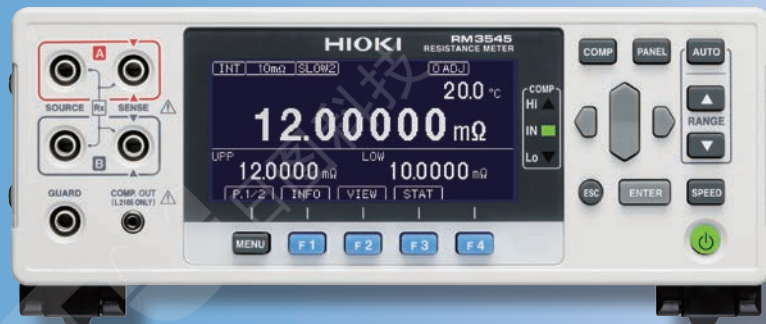 HIOKI
RM3545
RESISTANCE METER
A
SOURCE
Rx
SENSE
B
GUARD
COMP. OUT
(L2105 ONLY)
INT 10mΩ SLOW2 0 ADJ
20.0 ℃
12.00000 mΩ
UPP 12.0000 mΩ LOW 10.0000 mΩ
P.1/2 INFO VIEW STAT
COMP
Hi
IN
Lo
MENU F1 F2 F3 F4
COMP PANEL AUTO
RANGE
ESC ENTER SPEED